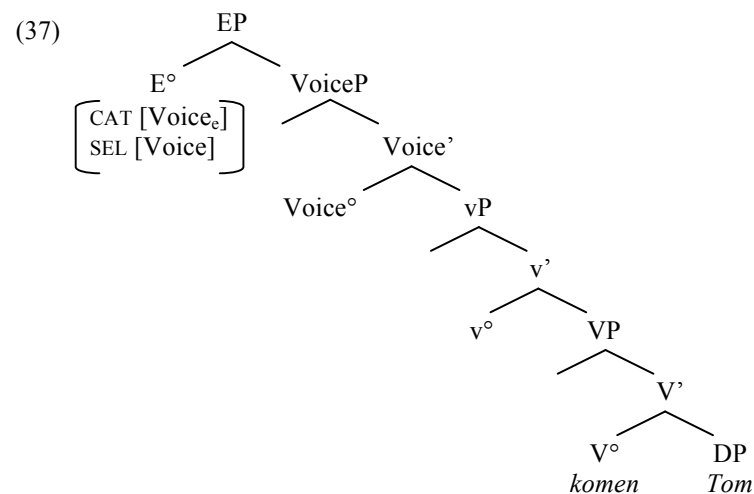 (37) EP
E° VoiceP
CAT [Voiceₑ]
SEL [Voice]
Voice’
Voice° vP
v’
v° VP
V’
V° DP
komen Tom